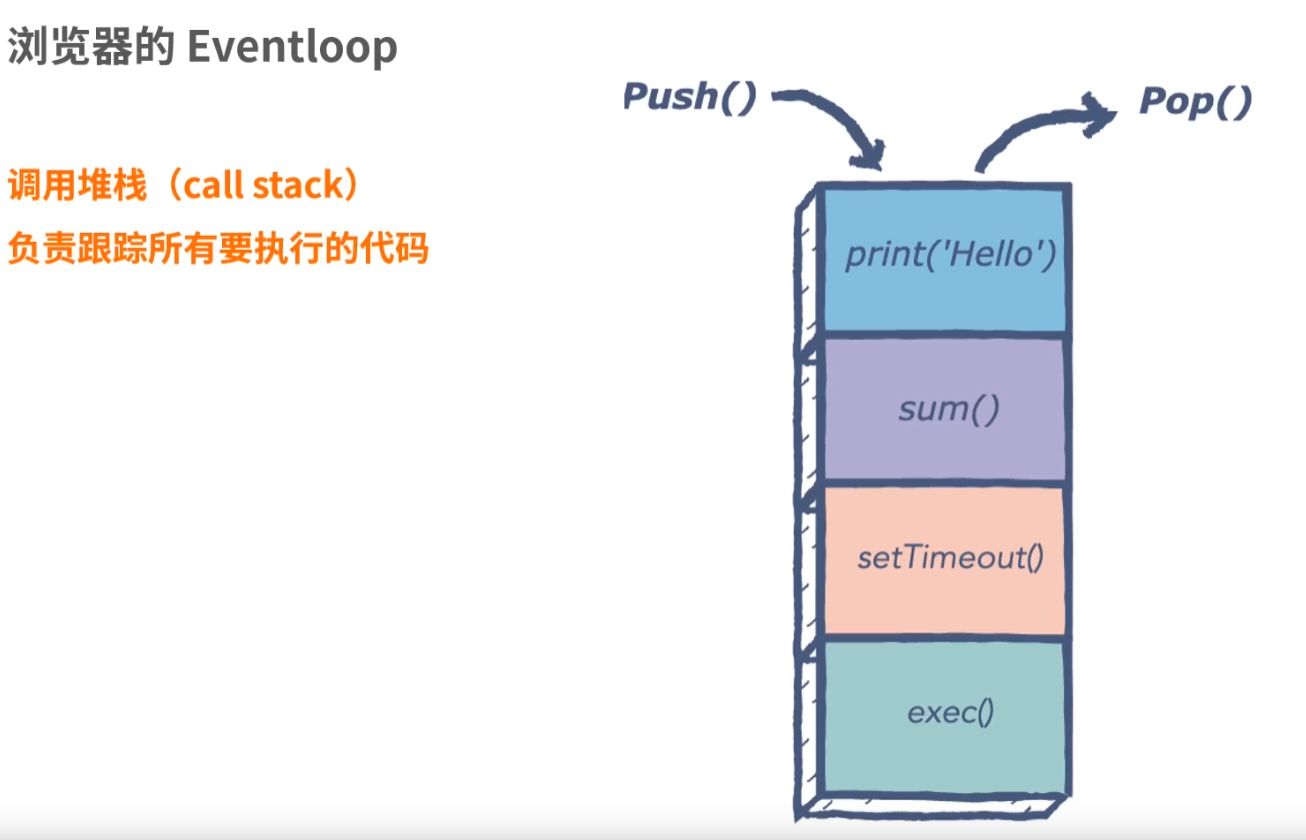 浏览器的 Eventloop
调用堆栈（call stack）
负责跟踪所有要执行的代码
Push()
Pop()
print('Hello')
sum()
setTimeout()
exec()